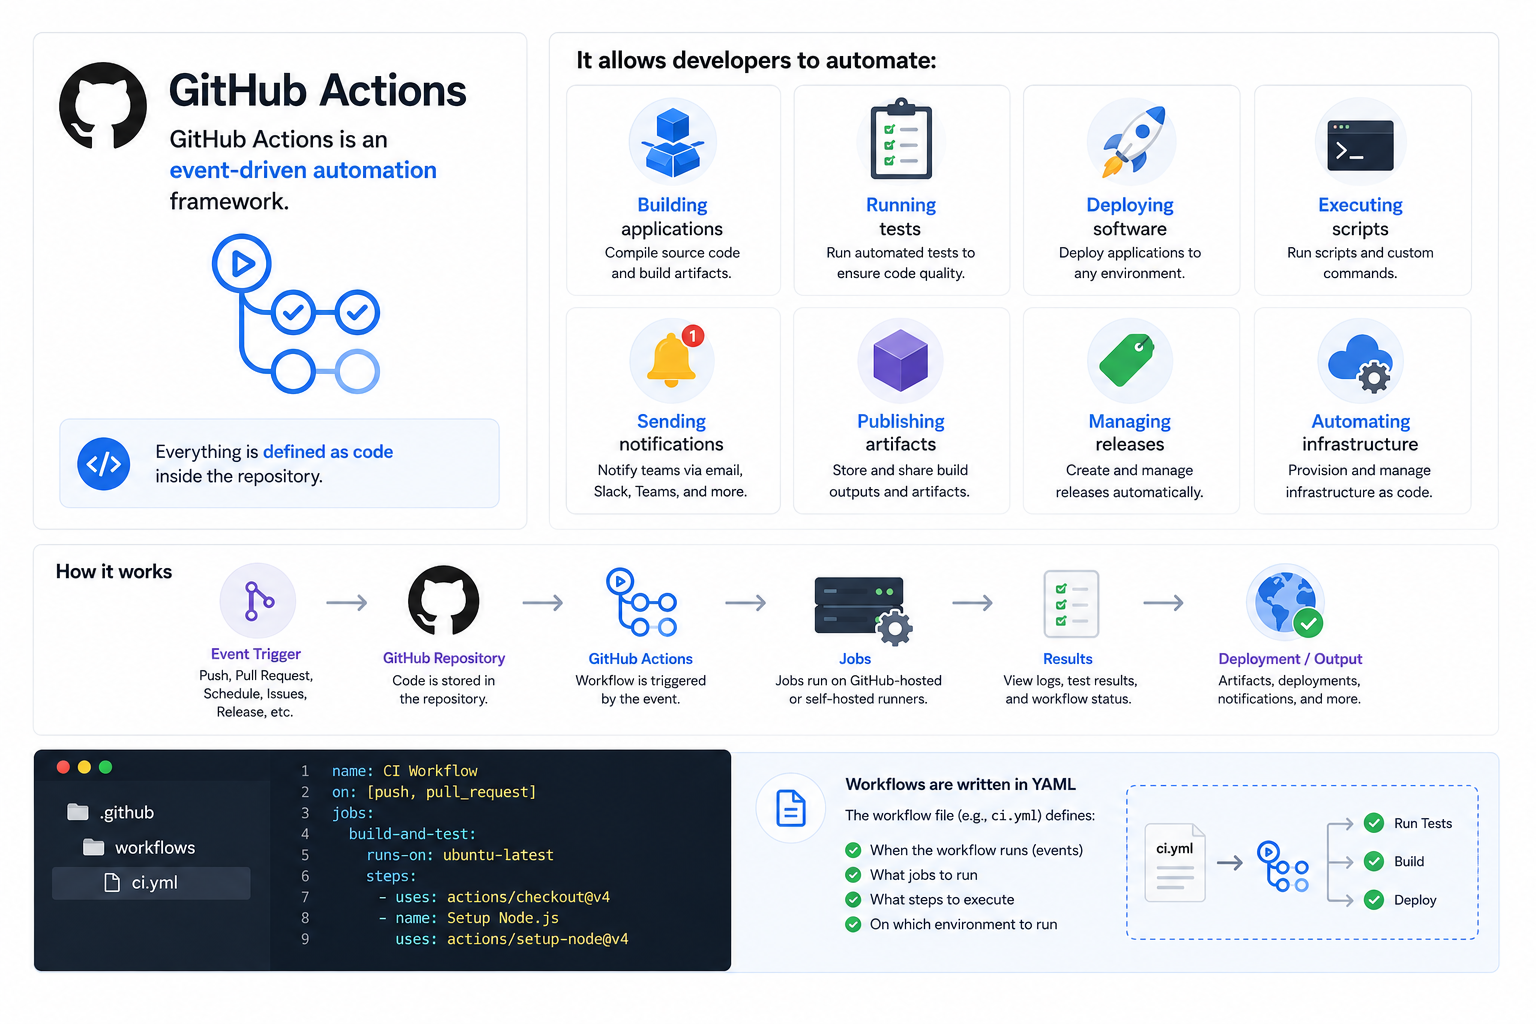 GitHub Actions
GitHub Actions is an
event-driven automation
framework.
Everything is defined as code
inside the repository.
It allows developers to automate:
Building
applications
Compile source code
and build artifacts.
Running
tests
Run automated tests to
ensure code quality.
Deploying
software
Deploy applications to
any environment.
>_
Executing
scripts
Run scripts and custom
commands.
1
Sending
notifications
Notify teams via email,
Slack, Teams, and more.
Publishing
artifacts
Store and share build
outputs and artifacts.
Managing
releases
Create and manage
releases automatically.
Automating
infrastructure
Provision and manage
infrastructure as code.
How it works
Event Trigger
Push, Pull Request,
Schedule, Issues,
Release, etc.
GitHub Repository
Code is stored in
the repository.
GitHub Actions
Workflow is triggered
by the event.
Jobs
Jobs run on GitHub-hosted
or self-hosted runners.
Results
View logs, test results,
and workflow status.
Deployment / Output
Artifacts, deployments,
notifications, and more.
.github
workflows
ci.yml
1 name: CI Workflow
2 on: [push, pull_request]
3 jobs:
4 build-and-test:
5 runs-on: ubuntu-latest
6 steps:
7 - uses: actions/checkout@v4
8 - name: Setup Node.js
9 uses: actions/setup-node@v4
Workflows are written in YAML
The workflow file (e.g., ci.yml) defines:
When the workflow runs (events)
What jobs to run
What steps to execute
On which environment to run
ci.yml
Run Tests
Build
Deploy